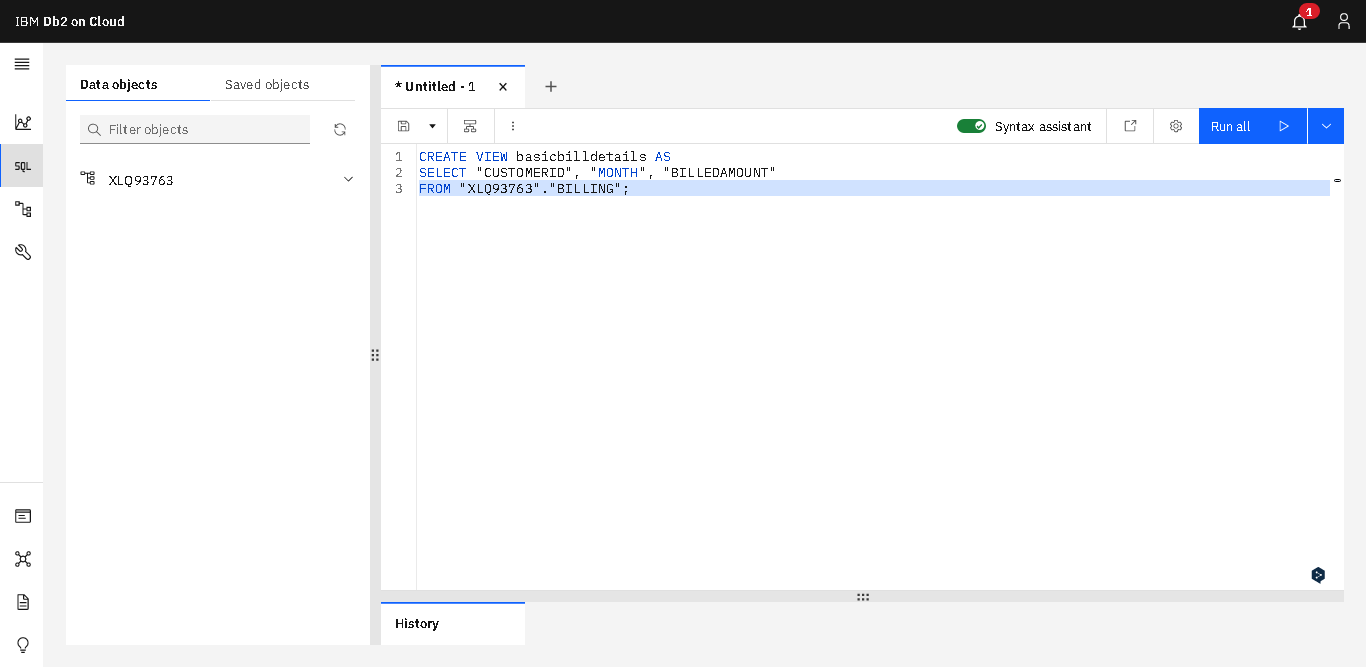 IBM Db2 on Cloud
1
Data objects
Saved objects
* Untitled - 1
Filter objects
Syntax assistant
Run all
SQL
XLQ93763
1 CREATE VIEW basicbilldetails AS
2 SELECT "CUSTOMERID", "MONTH", "BILLEDAMOUNT"
3 FROM "XLQ93763"."BILLING";
History